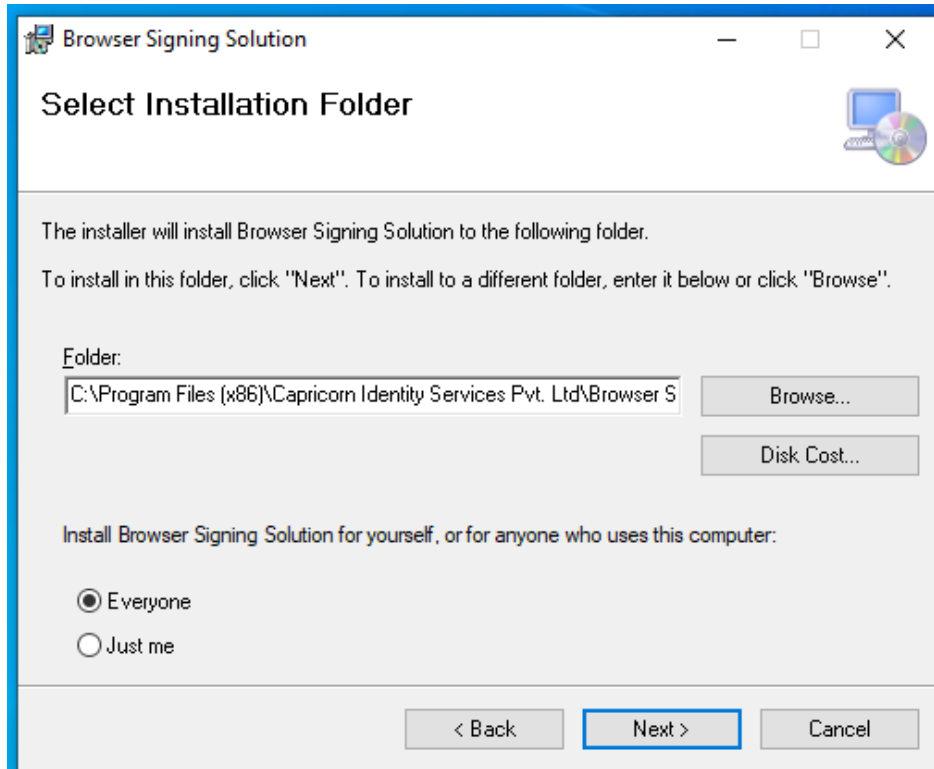 Browser Signing Solution
Select Installation Folder
The installer will install Browser Signing Solution to the following folder.
To install in this folder, click "Next". To install to a different folder, enter it below or click "Browse".
Folder:
C:\Program Files (x86)\Capricorn Identity Services Pvt. Ltd\Browser S
Browse...
Disk Cost...
Install Browser Signing Solution for yourself, or for anyone who uses this computer:
Everyone
Just me
< Back
Next >
Cancel